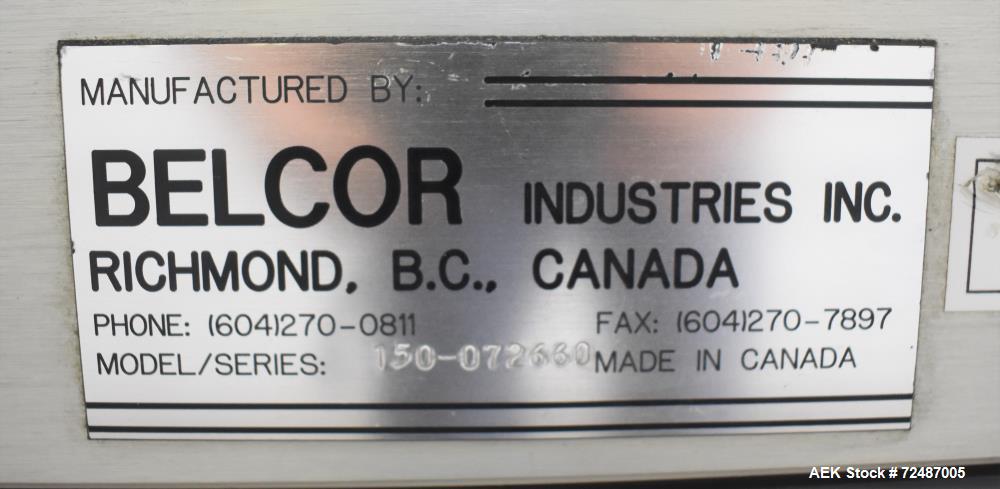 MANUFACTURED BY:
BELCOR INDUSTRIES INC.
RICHMOND, B.C., CANADA
PHONE: (604)270-0811 FAX: (604)270-7897
MODEL/SERIES: 150-072660 MADE IN CANADA
AEK Stock # 72487005